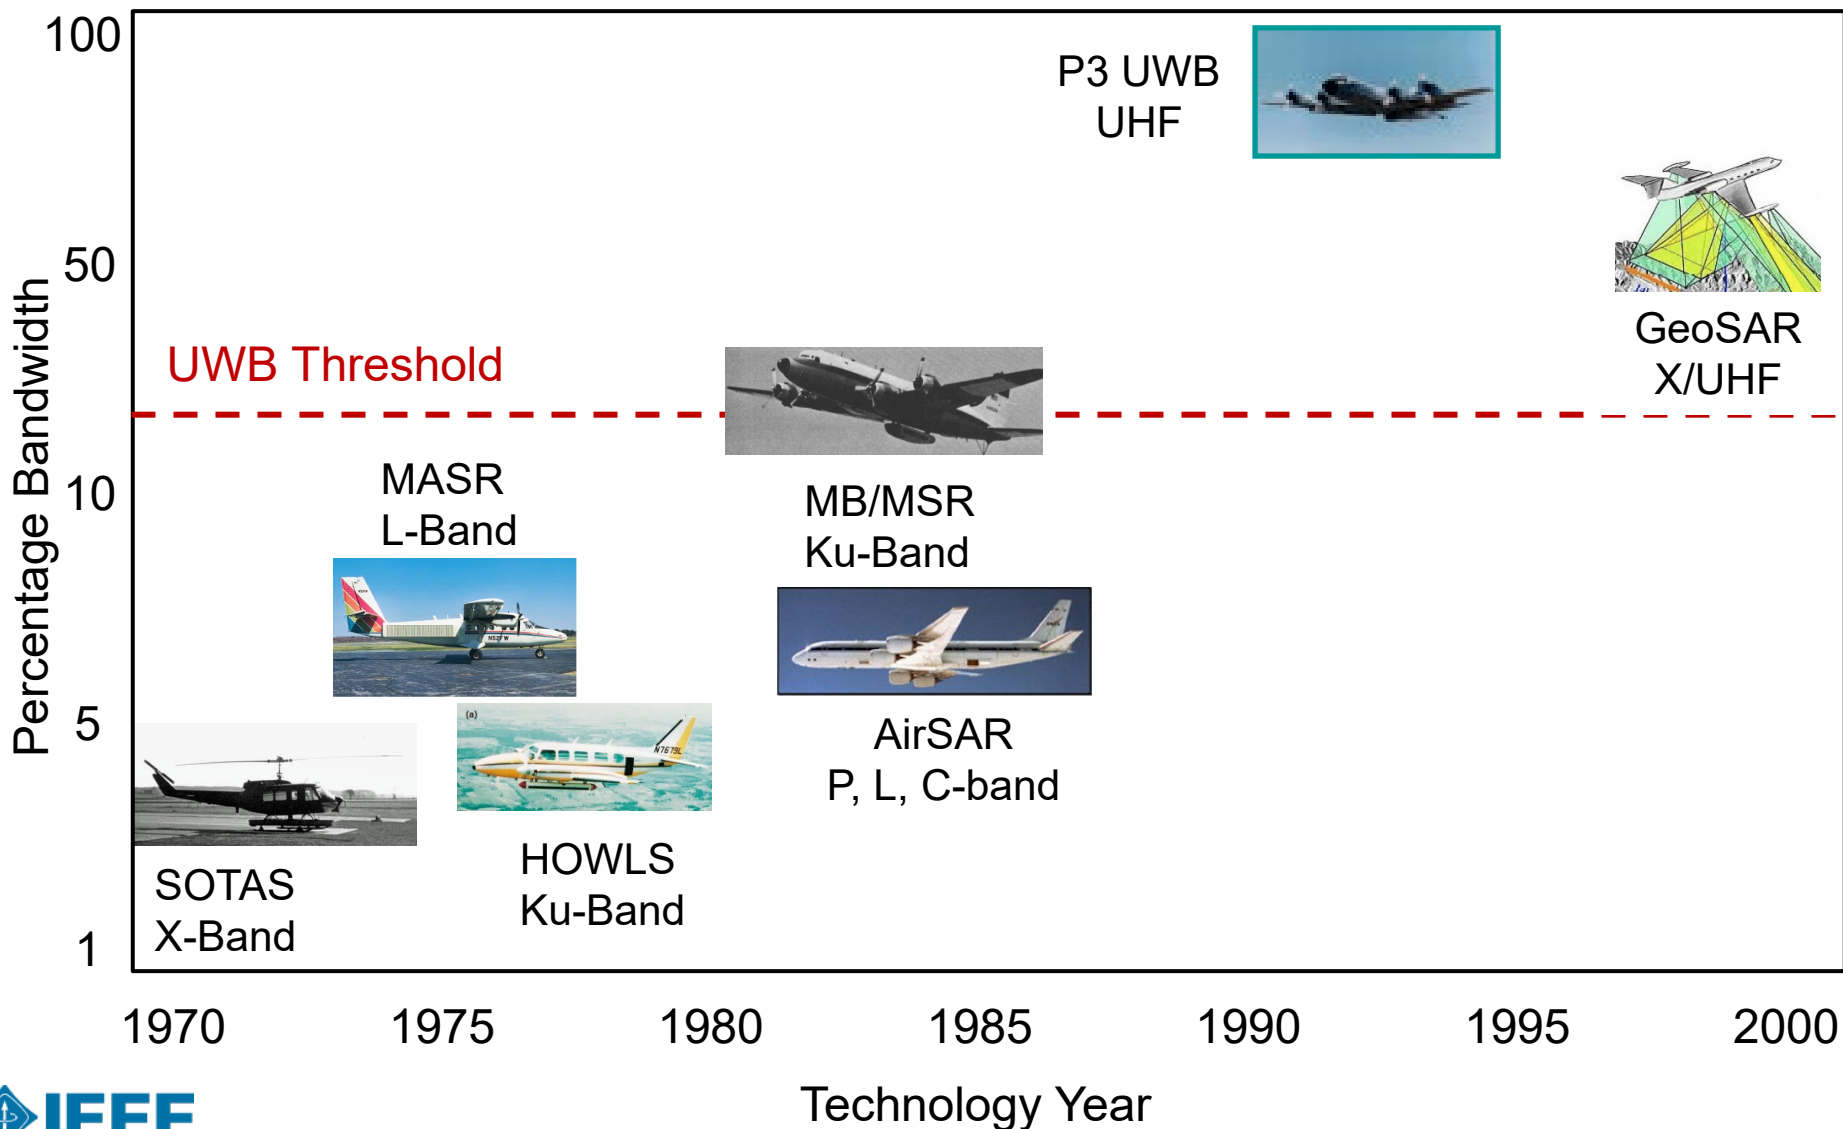 100
50
10
5
1
Percentage Bandwidth
P3 UWB
UHF
GeoSAR
X/UHF
UWB Threshold
MASR
L-Band
MB/MSR
Ku-Band
N7679L
(a)
AirSAR
P, L, C-band
HOWLS
Ku-Band
SOTAS
X-Band
1970
1975
1980
1985
1990
1995
2000
Technology Year
IEEE